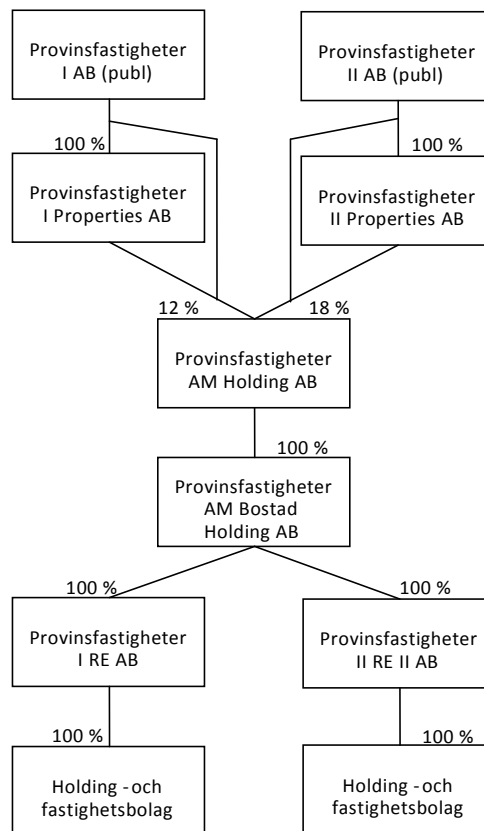 Provinsfastigheter
I AB (publ)
Provinsfastigheter
II AB (publ)
100 %
100 %
Provinsfastigheter
I Properties AB
Provinsfastigheter
II Properties AB
12 %
18 %
Provinsfastigheter
AM Holding AB
100 %
Provinsfastigheter
AM Bostad
Holding AB
100 %
100 %
Provinsfastigheter
I RE AB
Provinsfastigheter
II RE II AB
100 %
100 %
Holding - och
fastighetsbolag
Holding - och
fastighetsbolag